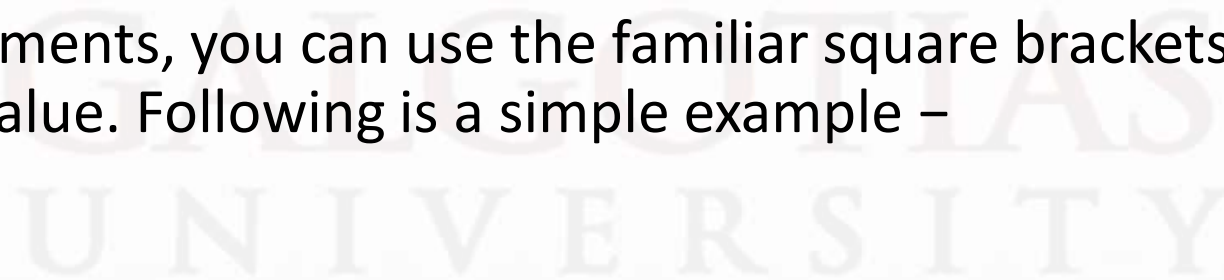 ments, you can use the familiar square brackets
alue. Following is a simple example –
GALGOTIAS
UNIVERSITY